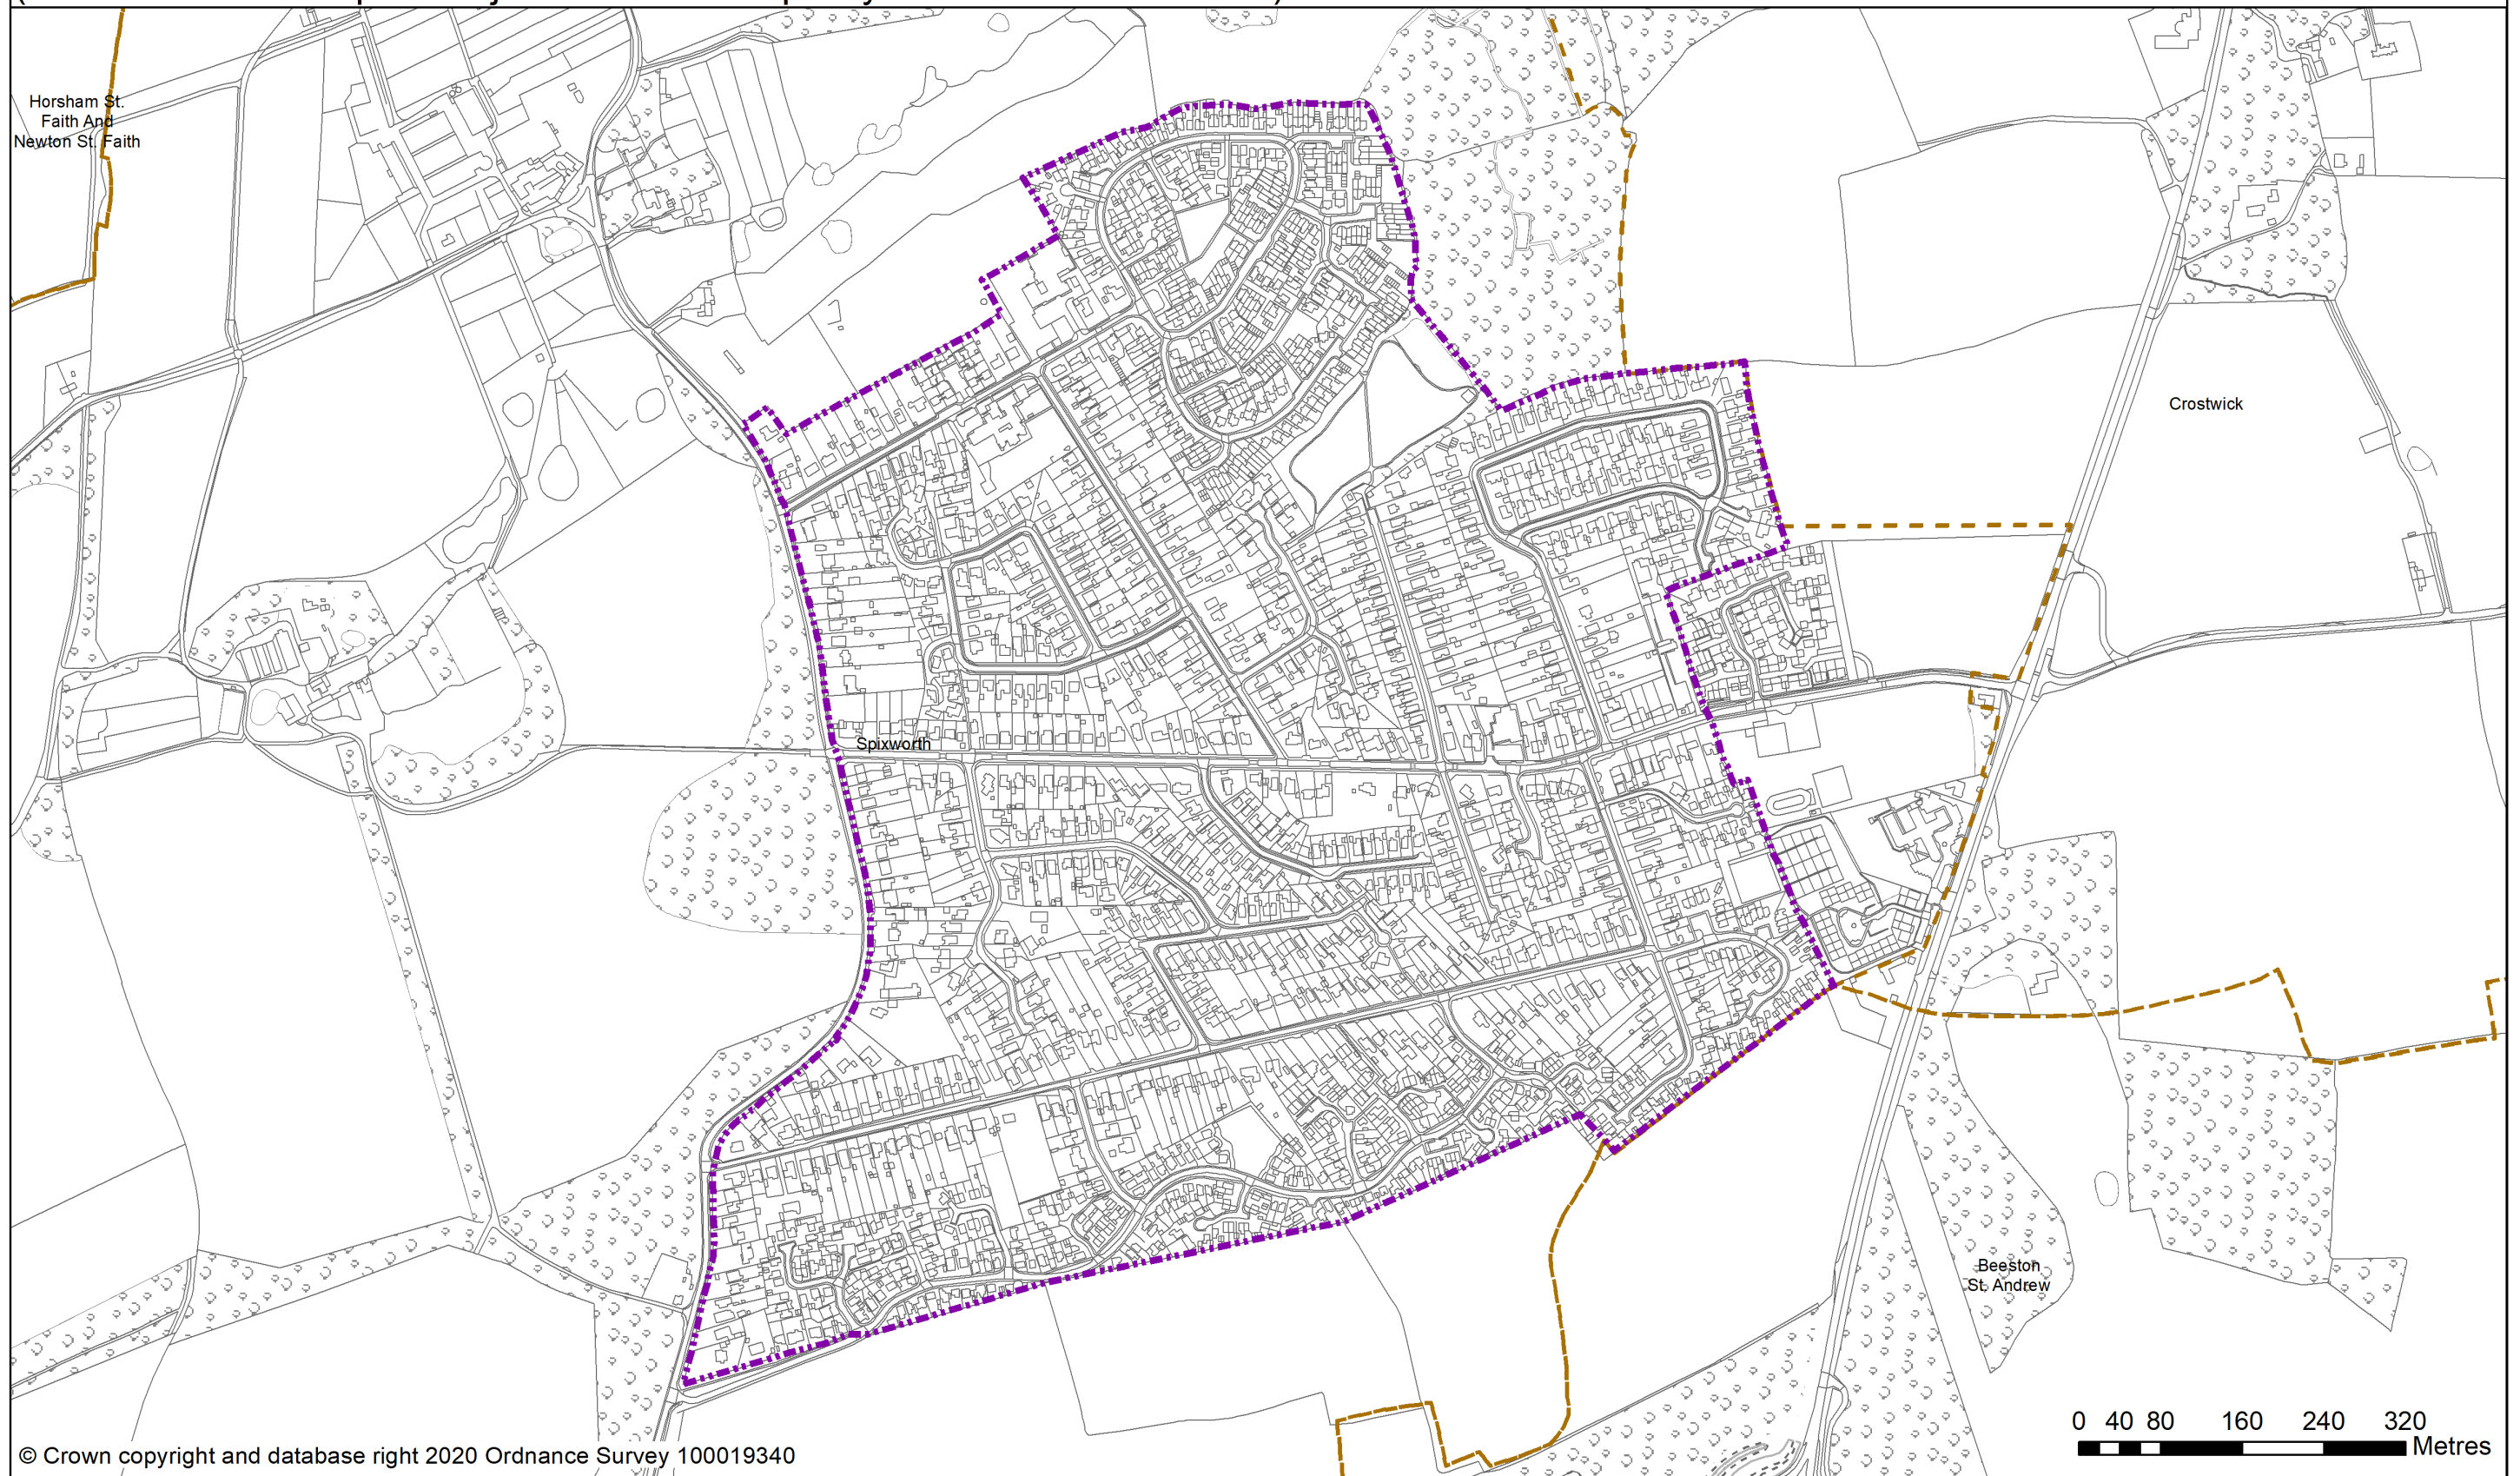 Horsham St.
Faith And
Newton St. Faith
Crostwick
Spixworth
Beeston
St. Andrew
0 40 80 160 240 320
Metres
© Crown copyright and database right 2020 Ordnance Survey 100019340